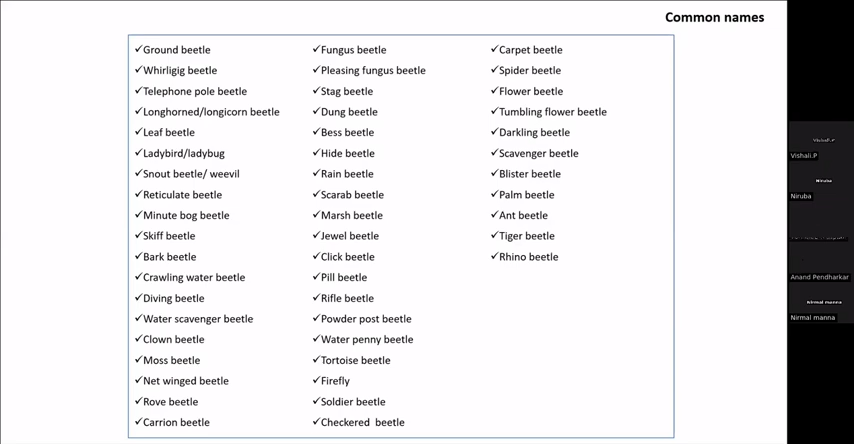 Common names
✓Ground beetle
✓Whirligig beetle
✓Telephone pole beetle
✓Longhorned/longicorn beetle
✓Leaf beetle
✓Ladybird/ladybug
✓Snout beetle/ weevil
✓Reticulate beetle
✓Minute bog beetle
✓Skiff beetle
✓Bark beetle
✓Crawling water beetle
✓Diving beetle
✓Water scavenger beetle
✓Clown beetle
✓Moss beetle
✓Net winged beetle
✓Rove beetle
✓Carrion beetle
✓Fungus beetle
✓Pleasing fungus beetle
✓Stag beetle
✓Dung beetle
✓Bess beetle
✓Hide beetle
✓Rain beetle
✓Scarab beetle
✓Marsh beetle
✓Jewel beetle
✓Click beetle
✓Pill beetle
✓Rifle beetle
✓Powder post beetle
✓Water penny beetle
✓Tortoise beetle
✓Firefly
✓Soldier beetle
✓Checkered  beetle
✓Carpet beetle
✓Spider beetle
✓Flower beetle
✓Tumbling flower beetle
✓Darkling beetle
✓Scavenger beetle
✓Blister beetle
✓Palm beetle
✓Ant beetle
✓Tiger beetle
✓Rhino beetle
Vishali.P
Vishali.P
Niruba
Niruba
Anand Pendharkar
Nirmal manna
Nirmal manna